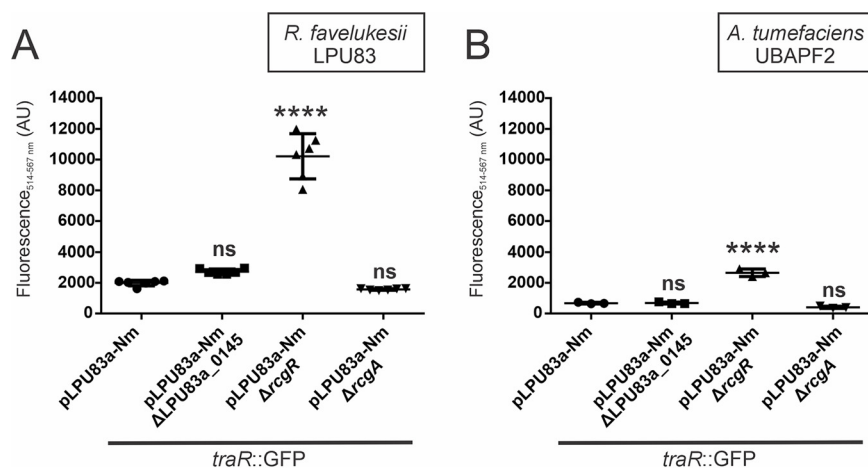 A
R. favelukesii
LPU83
Fluorescence514-567 nm (AU)
14000
12000
10000
8000
6000
4000
2000
0
ns
****
ns
pLPU83a-Nm
pLPU83a-Nm
ΔLPU83a_0145
pLPU83a-Nm
ΔrcgR
pLPU83a-Nm
ΔrcgA
traR::GFP
B
A. tumefaciens
UBAPF2
Fluorescence514-567 nm (AU)
14000
12000
10000
8000
6000
4000
2000
0
ns
****
ns
pLPU83a-Nm
pLPU83a-Nm
ΔLPU83a_0145
pLPU83a-Nm
ΔrcgR
pLPU83a-Nm
ΔrcgA
traR::GFP